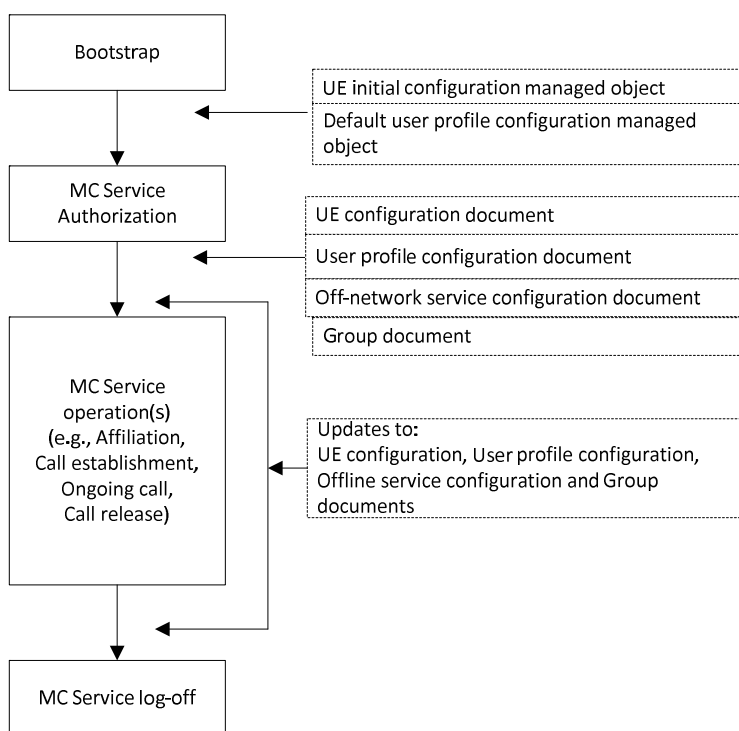 Bootstrap
UE initial configuration managed object
Default user profile configuration managed
object
MC Service
Authorization
UE configuration document
User profile configuration document
Off-network service configuration document
Group document
MC Service
operation(s)
(e.g., Affiliation,
Call establishment,
Ongoing call,
Call release)
Updates to:
UE configuration, User profile configuration,
Offline service configuration and Group
documents
MC Service log-off